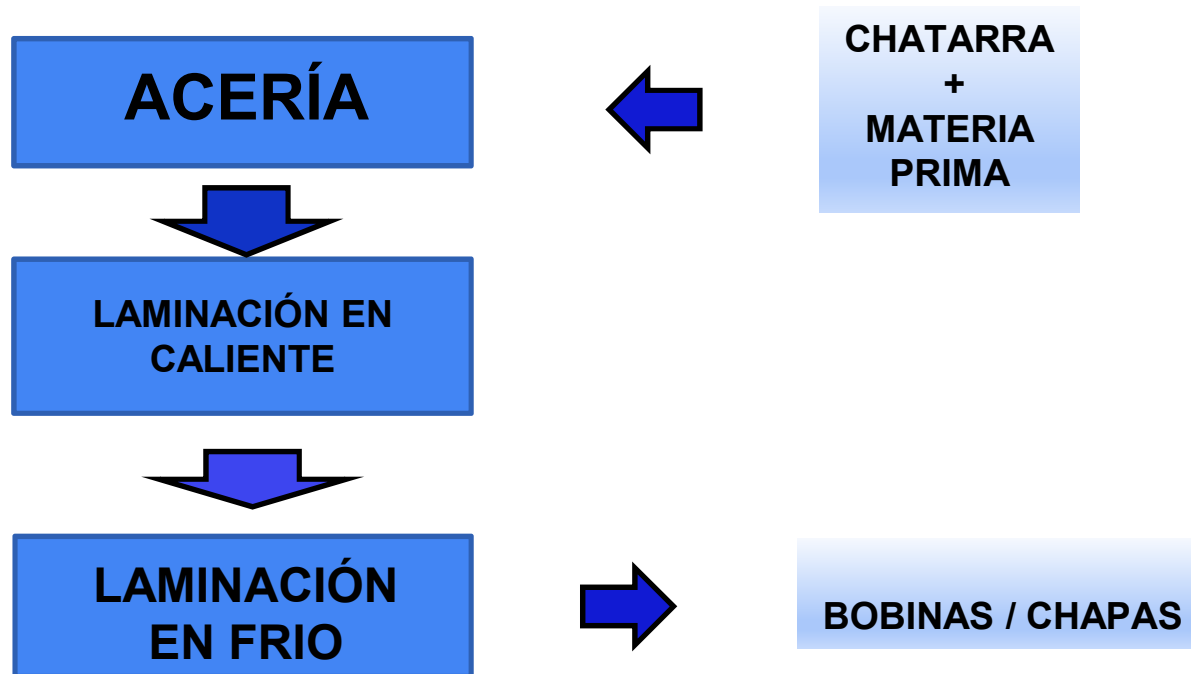 ACERÍA
CHATARRA
+
MATERIA
PRIMA
LAMINACIÓN EN
CALIENTE
LAMINACIÓN
EN FRIO
BOBINAS / CHAPAS